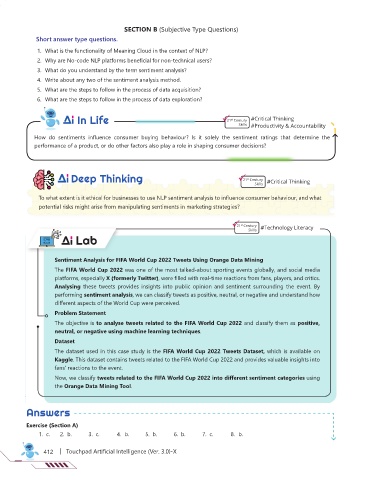 SECTION B (Subjective Type Questions)
Short answer type questions.
1. What is the functionality of Meaning Cloud in the context of NLP?
2. Why are No-code NLP platforms beneficial for non-technical users?
3. What do you understand by the term sentiment analysis?
4. Write about any two of the sentiment analysis method.
5. What are the steps to follow in the process of data acquisition?
6. What are the steps to follow in the process of data exploration?
Ai In Life
21st Century Skills
#Critical Thinking
#Productivity & Accountability
How do sentiments influence consumer buying behaviour? Is it solely the sentiment ratings that determine the
performance of a product, or do other factors also play a role in shaping consumer decisions?
Ai Deep Thinking
21st Century Skills
#Critical Thinking
To what extent is it ethical for businesses to use NLP sentiment analysis to influence consumer behaviour, and what
potential risks might arise from manipulating sentiments in marketing strategies?
21st Century Skills
#Technology Literacy
Ai Lab
Sentiment Analysis for FIFA World Cup 2022 Tweets Using Orange Data Mining
The FIFA World Cup 2022 was one of the most talked-about sporting events globally, and social media
platforms, especially X (formerly Twitter), were filled with real-time reactions from fans, players, and critics.
Analysing these tweets provides insights into public opinion and sentiment surrounding the event. By
performing sentiment analysis, we can classify tweets as positive, neutral, or negative and understand how
different aspects of the World Cup were perceived.
Problem Statement
The objective is to analyse tweets related to the FIFA World Cup 2022 and classify them as positive,
neutral, or negative using machine learning techniques.
Dataset
The dataset used in this case study is the FIFA World Cup 2022 Tweets Dataset, which is available on
Kaggle. This dataset contains tweets related to the FIFA World Cup 2022 and provides valuable insights into
fans' reactions to the event.
Now, we classify tweets related to the FIFA World Cup 2022 into different sentiment categories using
the Orange Data Mining Tool.
Answers
Exercise (Section A)
1. c. 2. b. 3. c. 4. b. 5. b. 6. b. 7. c. 8. b.
412 | Touchpad Artificial Intelligence (Ver. 3.0)-X